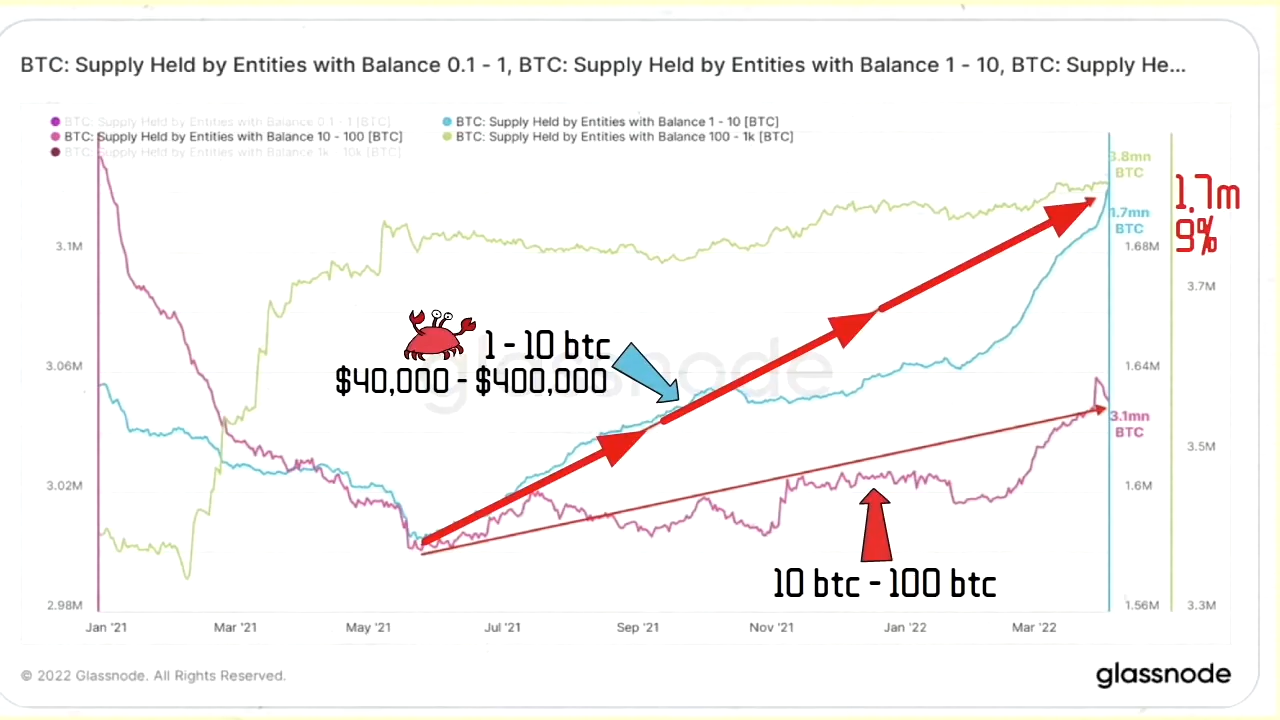 BTC: Supply Held by Entities with Balance 0.1 - 1, BTC: Supply Held by Entities with Balance 1 - 10, BTC: Supply He...
BTC: Supply Held by Entities with Balance 0.1 - 1 [BTC]
BTC: Supply Held by Entities with Balance 1 - 10 [BTC]
BTC: Supply Held by Entities with Balance 10 - 100 [BTC]
BTC: Supply Held by Entities with Balance 100 - 1k [BTC]
BTC: Supply Held by Entities with Balance 1k - 10k [BTC]
3.8mn
BTC
1.7m
9%
1.7mn
BTC
3.1M
1.68M
3.7M
1 - 10 btc
$40,000 - $400,000
glassnode
3.06M
1.64M
3.1mn
BTC
3.5M
3.02M
1.6M
10 btc - 100 btc
2.98M
1.56M
3.3M
Jan '21
Mar '21
May '21
Jul '21
Sep '21
Nov '21
Jan '22
Mar '22
© 2022 Glassnode. All Rights Reserved.
glassnode